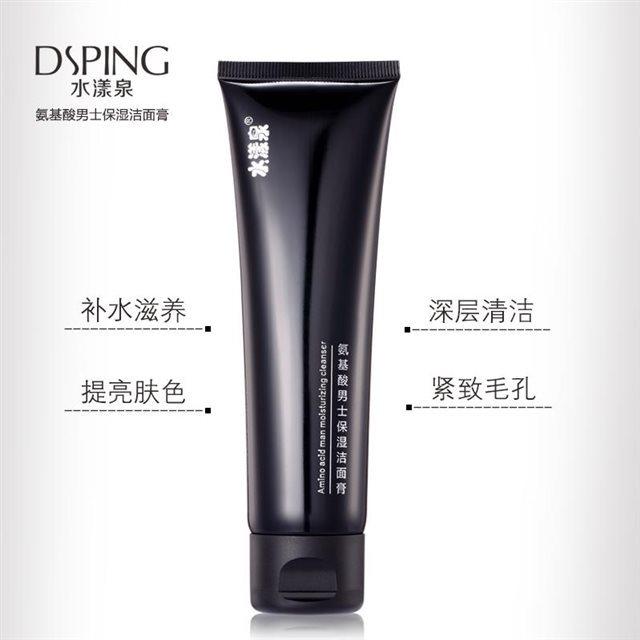 DSPING
水漾泉
氨基酸男士保湿洁面膏
水漾泉®
补水滋养
深层清洁
提亮肤色
紧致毛孔
氨基酸男士保湿洁面膏
Amino acid man moisturizing cleanser